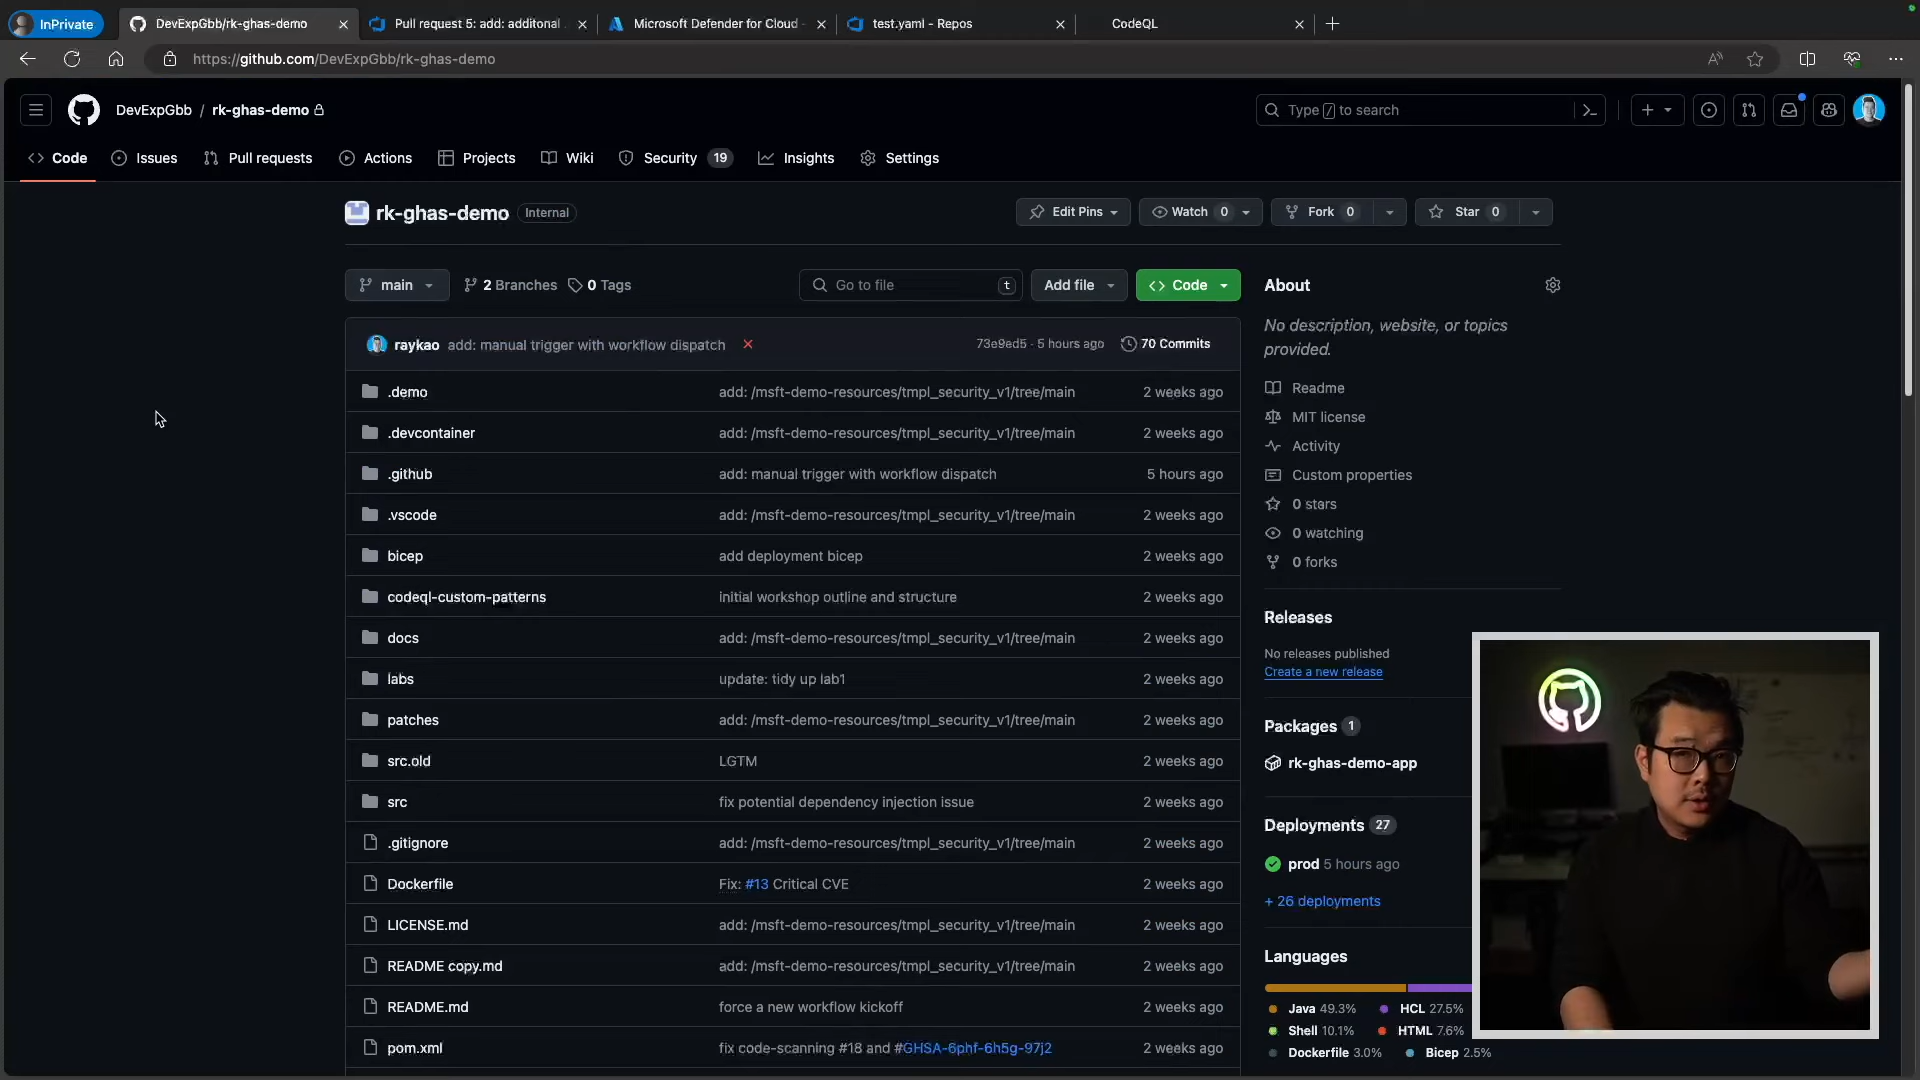 InPrivate
DevExpGbb/rk-ghas-demo
Pull request 5: add: additonal
Microsoft Defender for Cloud -
test.yaml - Repos
CodeQL
https://github.com/DevExpGbb/rk-ghas-demo
DevExpGbb / rk-ghas-demo
Type / to search
Code
Issues
Pull requests
Actions
Projects
Wiki
Security 19
Insights
Settings
rk-ghas-demo Internal
Edit Pins
Watch 0
Fork 0
Star 0
main
2 Branches
0 Tags
Go to file t
Add file
Code
raykao add: manual trigger with workflow dispatch
73e9ed5 · 5 hours ago
70 Commits
.demo add: /msft-demo-resources/tmpl_security_v1/tree/main 2 weeks ago
.devcontainer add: /msft-demo-resources/tmpl_security_v1/tree/main 2 weeks ago
.github add: manual trigger with workflow dispatch 5 hours ago
.vscode add: /msft-demo-resources/tmpl_security_v1/tree/main 2 weeks ago
bicep add deployment bicep 2 weeks ago
codeql-custom-patterns initial workshop outline and structure 2 weeks ago
docs add: /msft-demo-resources/tmpl_security_v1/tree/main 2 weeks ago
labs update: tidy up lab1 2 weeks ago
patches add: /msft-demo-resources/tmpl_security_v1/tree/main 2 weeks ago
src.old LGTM 2 weeks ago
src fix potential dependency injection issue 2 weeks ago
.gitignore add: /msft-demo-resources/tmpl_security_v1/tree/main 2 weeks ago
Dockerfile Fix: #13 Critical CVE 2 weeks ago
LICENSE.md add: /msft-demo-resources/tmpl_security_v1/tree/main 2 weeks ago
README copy.md add: /msft-demo-resources/tmpl_security_v1/tree/main 2 weeks ago
README.md force a new workflow kickoff 2 weeks ago
pom.xml fix code-scanning #18 and #GHSA-6phf-6h5g-97j2 2 weeks ago
About
No description, website, or topics
provided.
Readme
MIT license
Activity
Custom properties
0 stars
0 watching
0 forks
Releases
No releases published
Create a new release
Packages 1
rk-ghas-demo-app
Deployments 27
prod 5 hours ago
+ 26 deployments
Languages
Java 49.3% HCL 27.5%
Shell 10.1% HTML 7.6%
Dockerfile 3.0% Bicep 2.5%